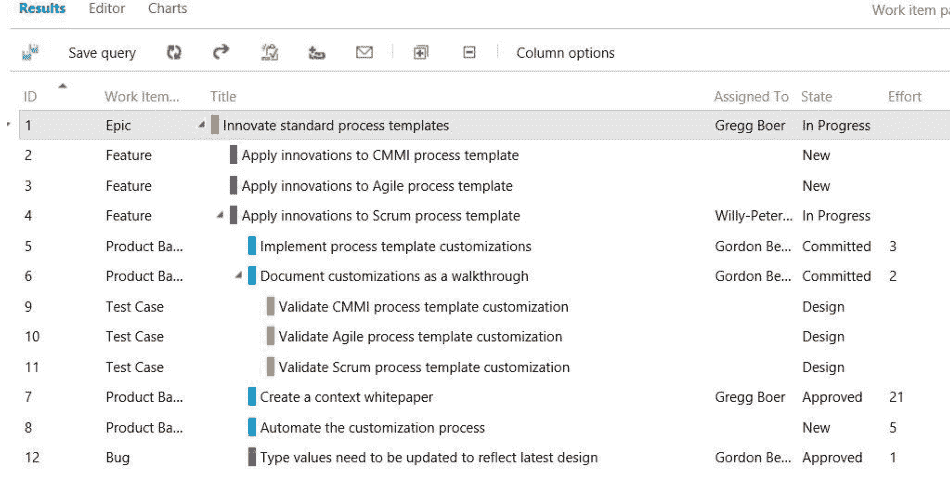 Results Editor Charts Work item pa
Save query Column options
ID Work Item... Title Assigned To State Effort
1 Epic Innovate standard process templates Gregg Boer In Progress
2 Feature Apply innovations to CMMI process template New
3 Feature Apply innovations to Agile process template New
4 Feature Apply innovations to Scrum process template Willy-Peter... In Progress
5 Product Ba... Implement process template customizations Gordon Be... Committed 3
6 Product Ba... Document customizations as a walkthrough Gordon Be... Committed 2
9 Test Case Validate CMMI process template customization Design
10 Test Case Validate Agile process template customization Design
11 Test Case Validate Scrum process template customization Design
7 Product Ba... Create a context whitepaper Gregg Boer Approved 21
8 Product Ba... Automate the customization process New 5
12 Bug Type values need to be updated to reflect latest design Gordon Be... Approved 1